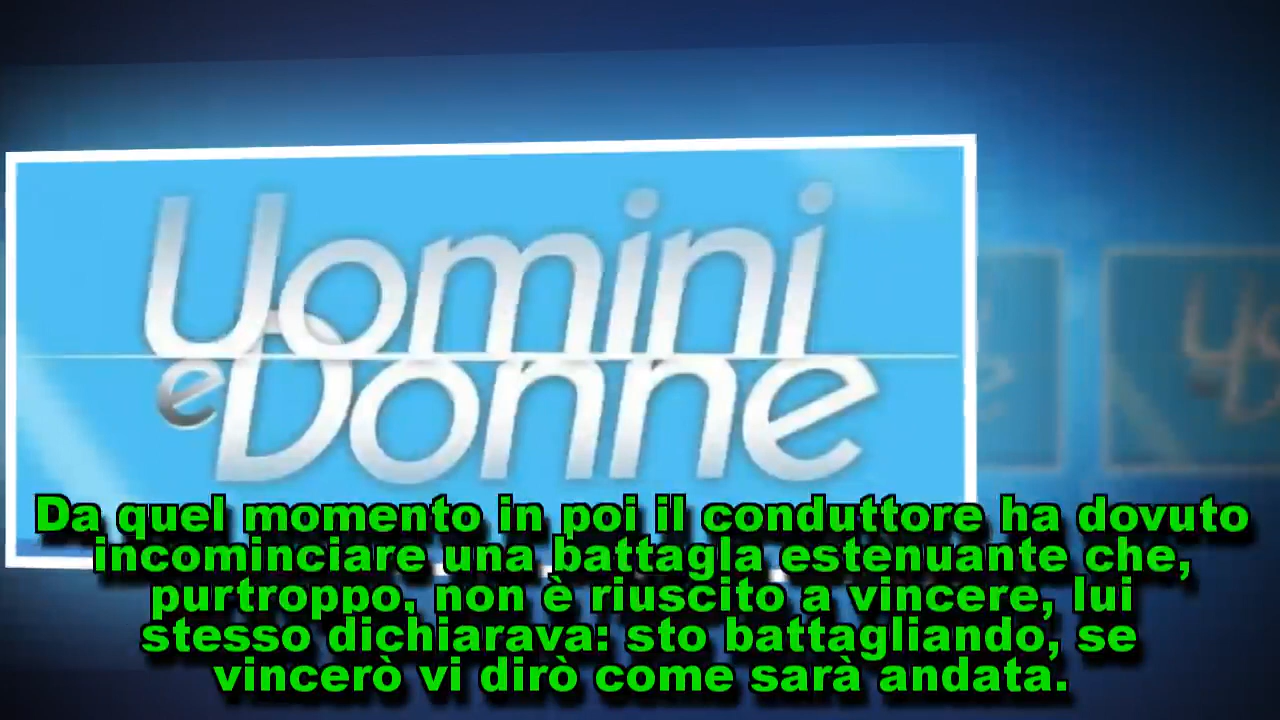 Uomini
e Donne
Da quel momento in poi il conduttore ha dovuto
incominciare una battagla estenuante che,
purtroppo, non è riuscito a vincere, lui
stesso dichiarava: sto battagliando, se
vincerò vi dirò come sarà andata.